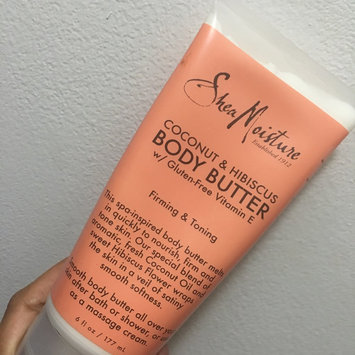 SheaMoisture
Established 1912
COCONUT & HIBISCUS
BODY BUTTER
w/ Gluten-Free Vitamin E
Firming & Toning
This spa-inspired body butter melts
in quickly to nourish, firm and
tone skin. Our special blend of
aromatic, fresh Coconut Oil and
sweet Hibiscus Flower wraps
the skin in a veil of satiny
smooth softness.
Smooth body butter all over your
skin after bath or shower, or
as a massage cream.
6 fl oz / 177 mL